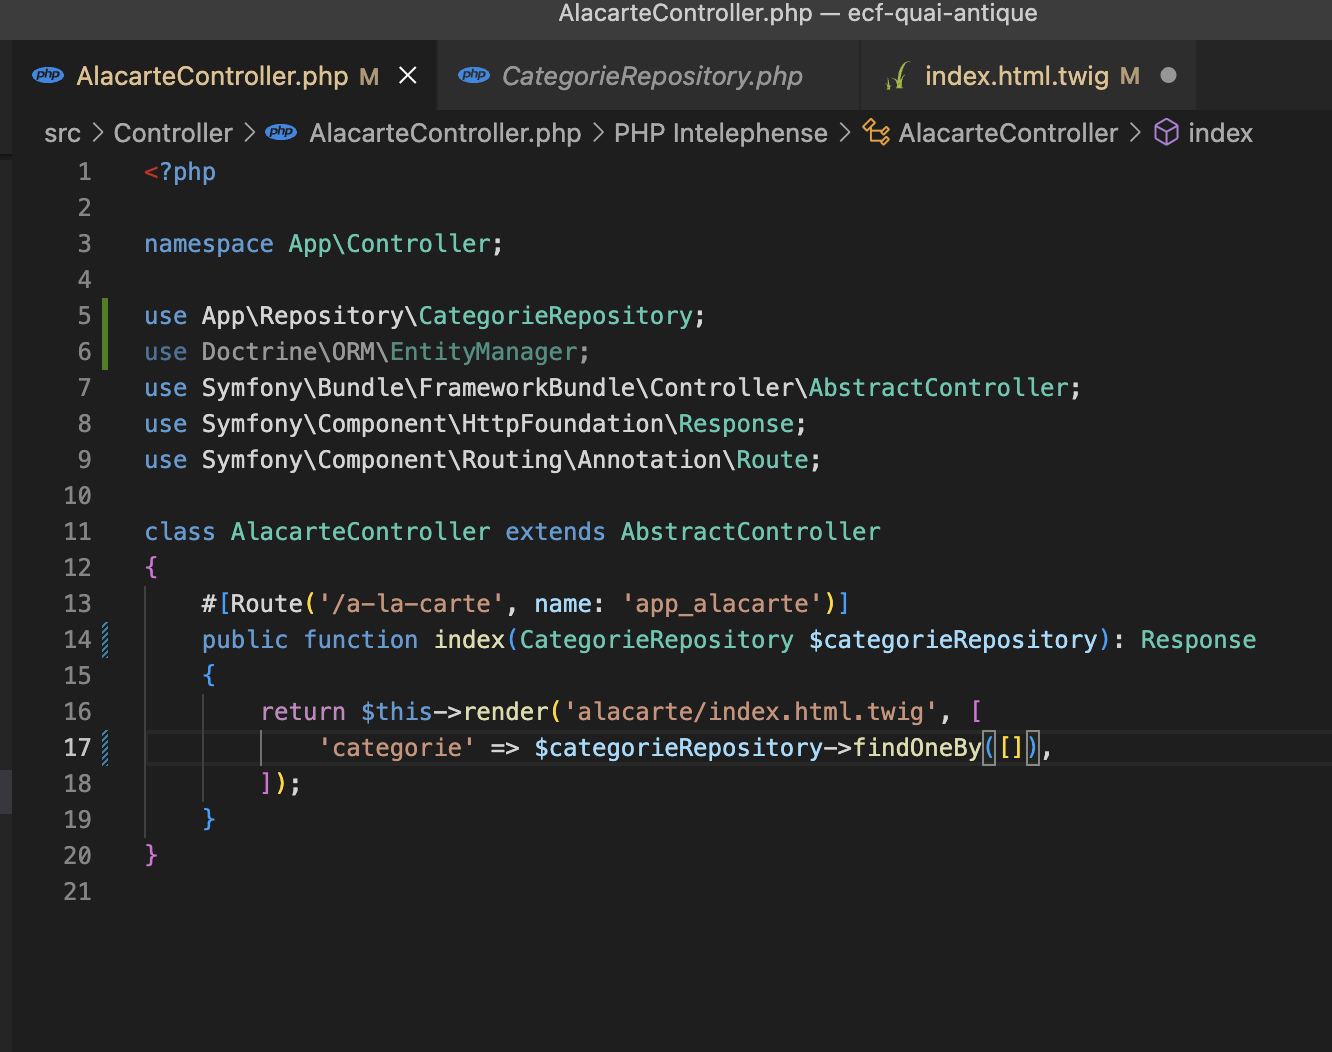 AlacarteController.php — ecf-quai-antique
php AlacarteController.php M × php CategorieRepository.php index.html.twig M ●
src > Controller > php AlacarteController.php > PHP Intelephense > AlacarteController > index
1 <?php
2
3 namespace App\Controller;
4
5 use App\Repository\CategorieRepository;
6 use Doctrine\ORM\EntityManager;
7 use Symfony\Bundle\FrameworkBundle\Controller\AbstractController;
8 use Symfony\Component\HttpFoundation\Response;
9 use Symfony\Component\Routing\Annotation\Route;
10
11 class AlacarteController extends AbstractController
12 {
13     #[Route('/a-la-carte', name: 'app_alacarte')]
14     public function index(CategorieRepository $categorieRepository): Response
15     {
16         return $this->render('alacarte/index.html.twig', [
17             'categorie' => $categorieRepository->findOneBy([]),
18         ]);
19     }
20 }
21